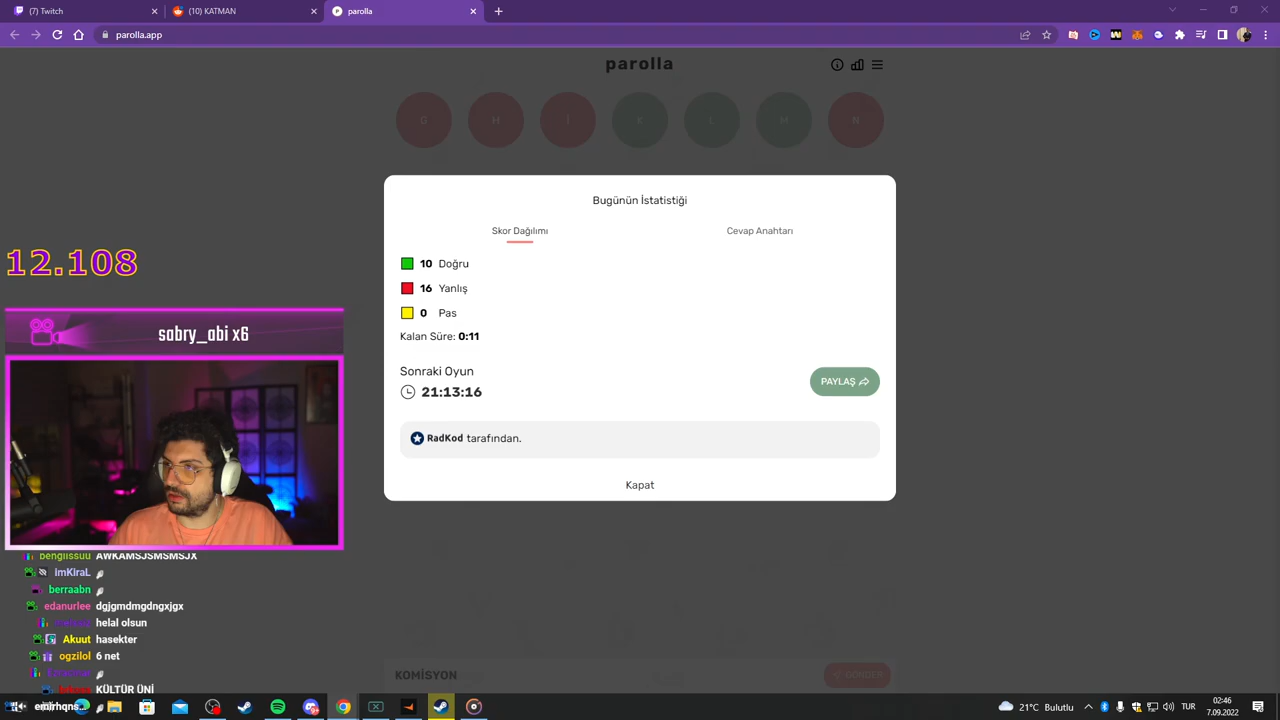 (7) Twitch
(10) KATMAN
parolla
parolla.app
parolla
G H İ K L M N
Bugünün İstatistiği
Skor Dağılımı
Cevap Anahtarı
10 Doğru
16 Yanlış
0 Pas
Kalan Süre: 0:11
Sonraki Oyun
21:13:16
PAYLAŞ
RadKod tarafından.
Kapat
12.108
sabry_abi x6
bengiissuu AWKAMSJSMSMSJX
imKIraL
berraabn
edanurlee dgjgmdmgdngxjgx
helal olsun
Akuut hasekter
ogzilol 6 net
KÜLTÜR ÜNİ
KOMİSYON
GÖNDER
21°C Bulutlu
TUR
02:46
7.09.2022